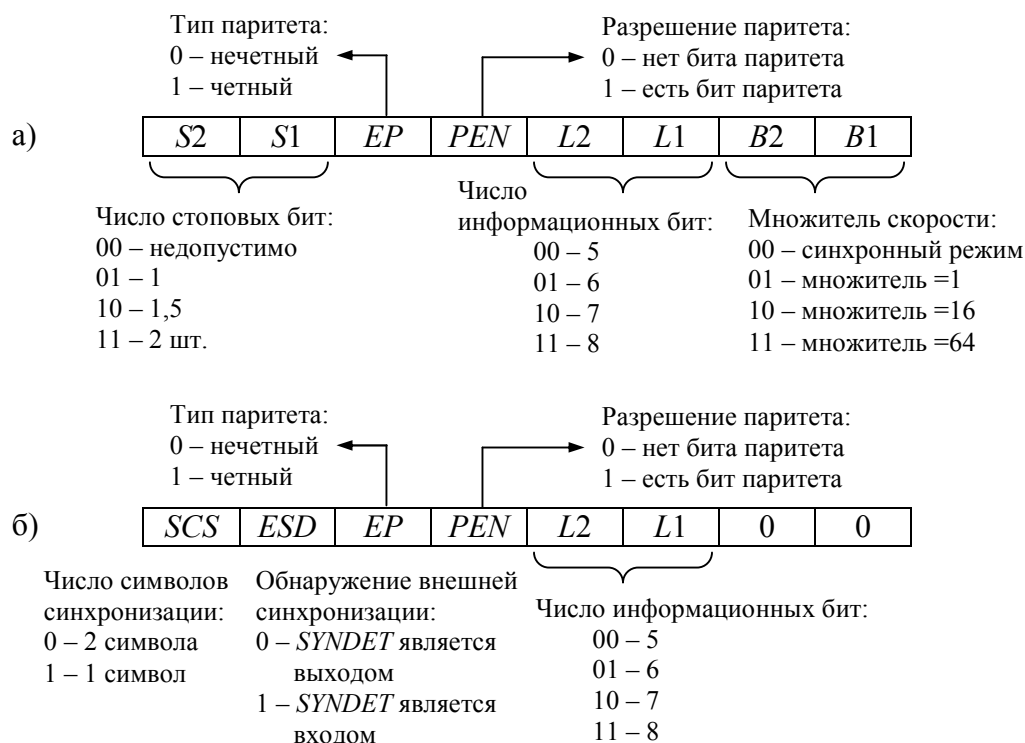 Тип паритета:
0 – нечетный
1 – четный
Разрешение паритета:
0 – нет бита паритета
1 – есть бит паритета
а)
S2 S1 EP PEN L2 L1 B2 B1
Число стоповых бит:
00 – недопустимо
01 – 1
10 – 1,5
11 – 2 шт.
Число
информационных бит:
00 – 5
01 – 6
10 – 7
11 – 8
Множитель скорости:
00 – синхронный режим
01 – множитель =1
10 – множитель =16
11 – множитель =64
Тип паритета:
0 – нечетный
1 – четный
Разрешение паритета:
0 – нет бита паритета
1 – есть бит паритета
б)
SCS ESD EP PEN L2 L1 0 0
Число символов
синхронизации:
0 – 2 символа
1 – 1 символ
Обнаружение внешней
синхронизации:
0 – SYNDET является
выходом
1 – SYNDET является
входом
Число информационных бит:
00 – 5
01 – 6
10 – 7
11 – 8